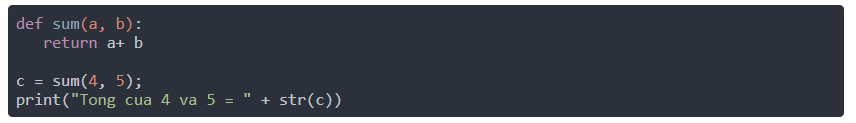 def sum(a, b):
   return a+ b

c = sum(4, 5);
print("Tong cua 4 va 5 = " + str(c))